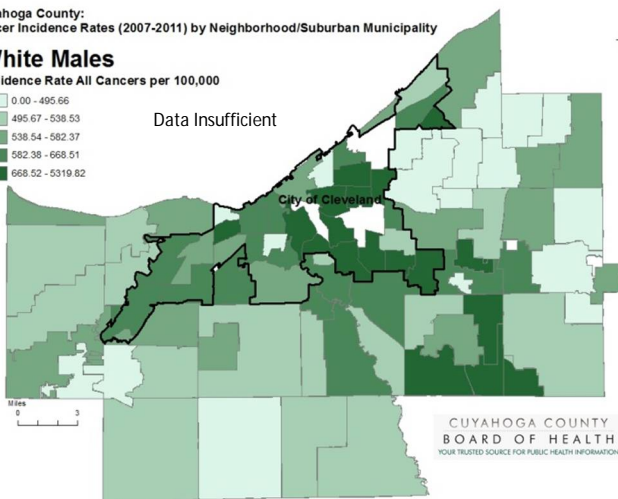 ahoga County:
cer Incidence Rates (2007-2011) by Neighborhood/Suburban Municipality
White Males
idence Rate All Cancers per 100,000
0.00 - 495.66
495.67 - 538.53
538.54 - 582.37
582.38 - 668.51
668.52 - 5319.82
Data Insufficient
City of Cleveland
Miles
0 3
CUYAHOGA COUNTY
BOARD OF HEALTH
YOUR TRUSTED SOURCE FOR PUBLIC HEALTH INFORMATION